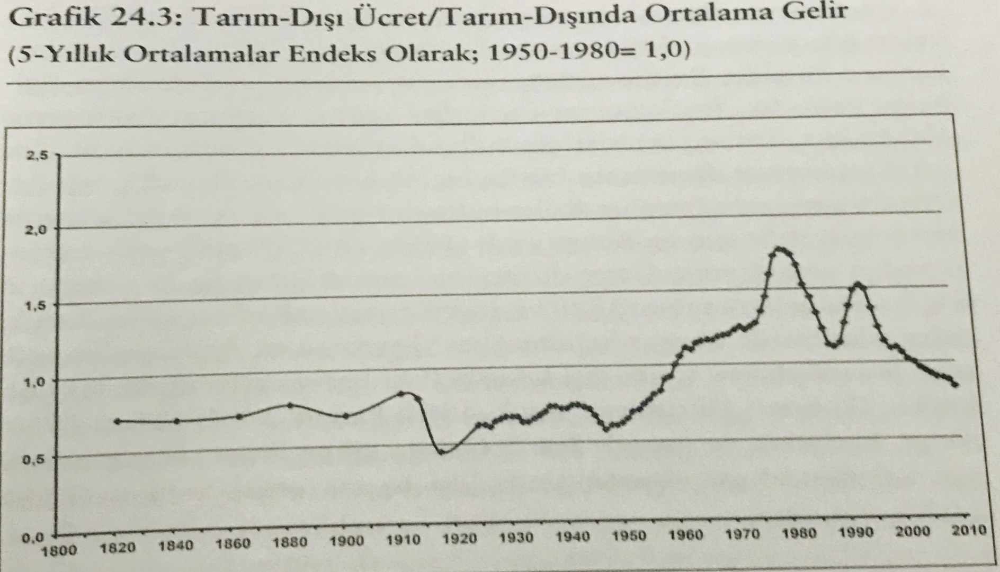 Grafik 24.3: Tarım-Dışı Ücret/Tarım-Dışında Ortalama Gelir
(5-Yıllık Ortalamalar Endeks Olarak; 1950-1980= 1,0)
2,5
2,0
1,5
1,0
0,5
0,0
1800 1820 1840 1860 1880 1900 1910 1920 1930 1940 1950 1960 1970 1980 1990 2000 2010